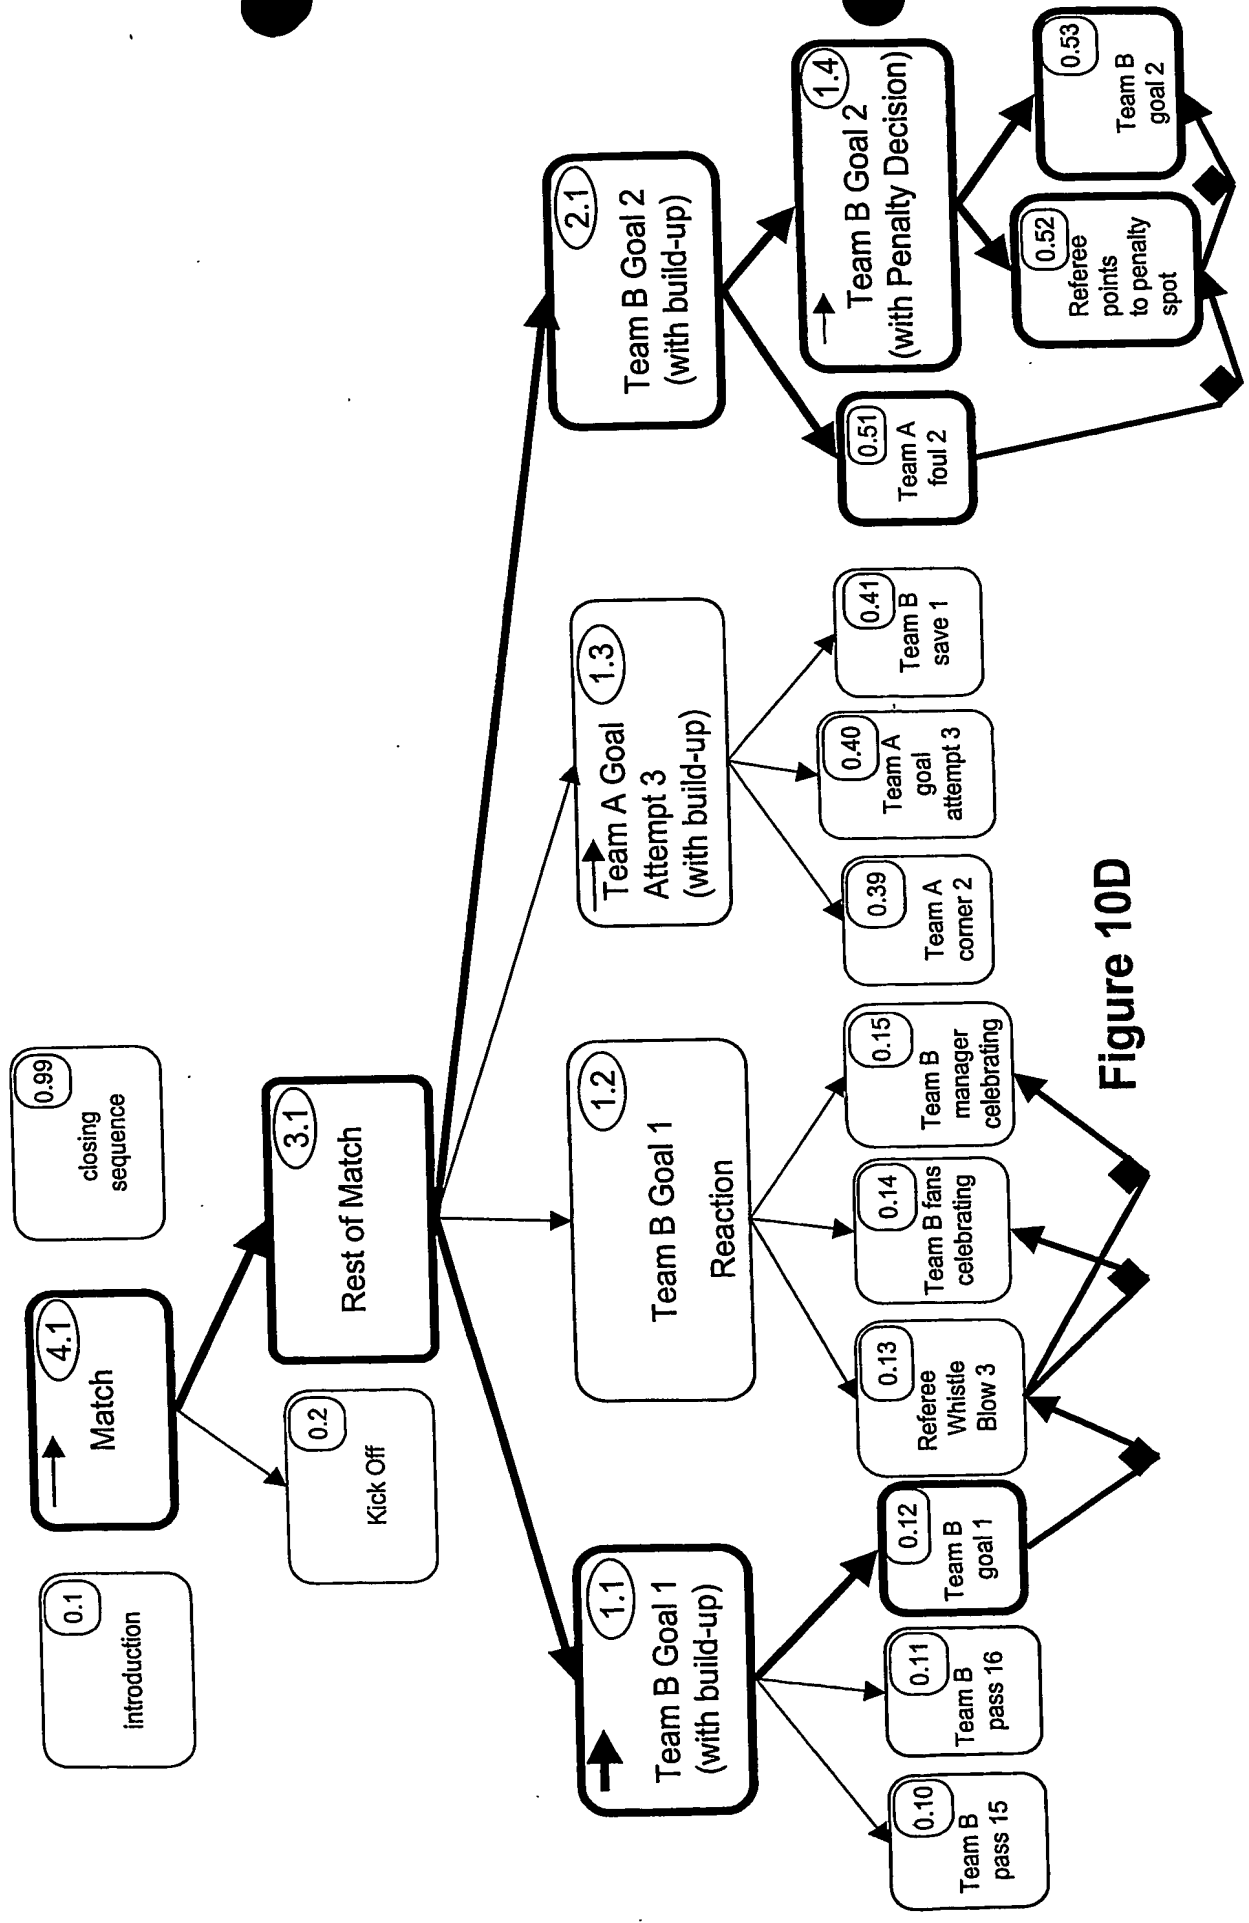 0.1
introduction
4.1
Match
0.99
closing
sequence
0.2
Kick Off
3.1
Rest of Match
1.1
Team B Goal 1
(with build-up)
1.2
Team B Goal 1
Reaction
1.3
Team A Goal
Attempt 3
(with build-up)
2.1
Team B Goal 2
(with build-up)
0.10
Team B
pass 15
0.11
Team B
pass 16
0.12
Team B
goal 1
0.13
Referee
Whistle
Blow 3
0.14
Team B fans
celebrating
0.15
Team B
manager
celebrating
0.39
Team A
corner 2
0.40
Team A
goal
attempt 3
0.41
Team B
save 1
0.51
Team A
foul 2
1.4
Team B Goal 2
(with Penalty Decision)
0.52
Referee
points
to penalty
spot
0.53
Team B
goal 2
Figure 10D